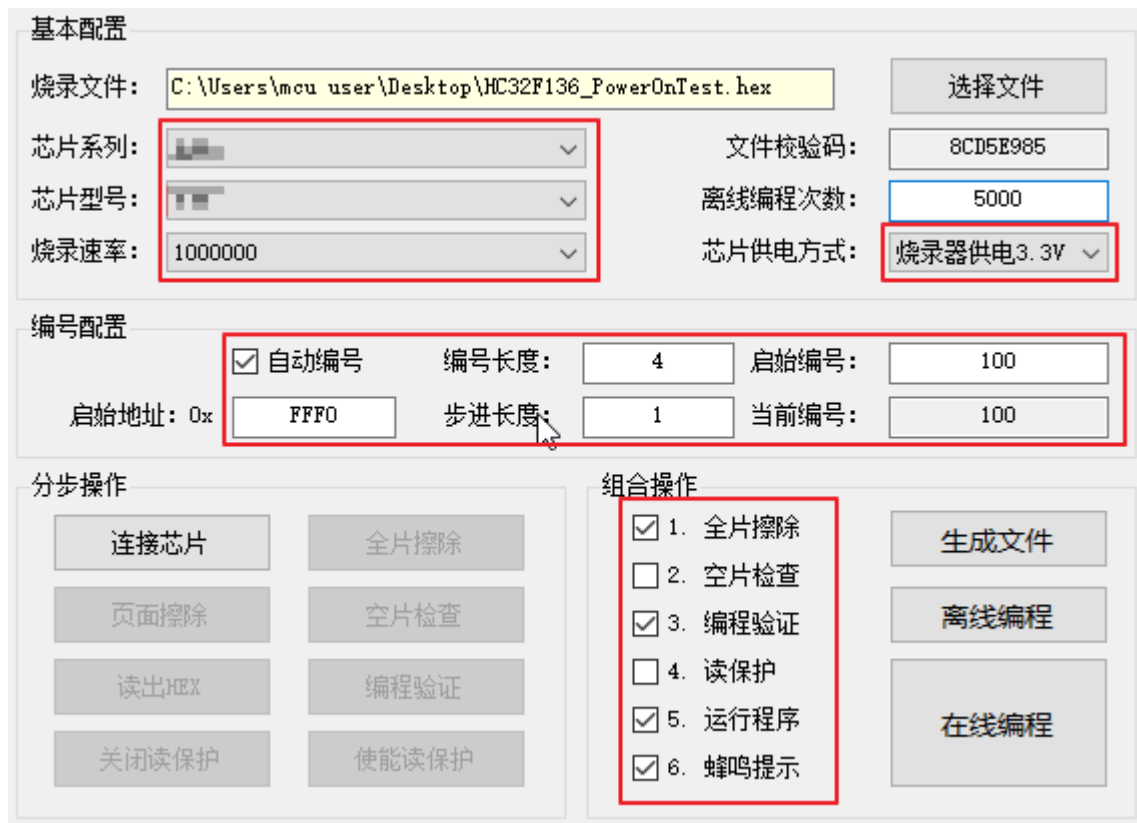 基本配置
烧录文件： C:\Users\mcu user\Desktop\HC32F136_PowerOnTest.hex 选择文件
芯片系列： 文件校验码： 8CD5E985
芯片型号： 离线编程次数： 5000
烧录速率： 1000000 芯片供电方式： 烧录器供电3.3V
编号配置
自动编号 编号长度： 4 启始编号： 100
启始地址：0x FFF0 步进长度： 1 当前编号： 100
分步操作 组合操作
连接芯片 全片擦除 1. 全片擦除 生成文件
2. 空片检查
页面擦除 空片检查 3. 编程验证 离线编程
读出HEX 编程验证 4. 读保护
5. 运行程序 在线编程
关闭读保护 使能读保护 6. 蜂鸣提示